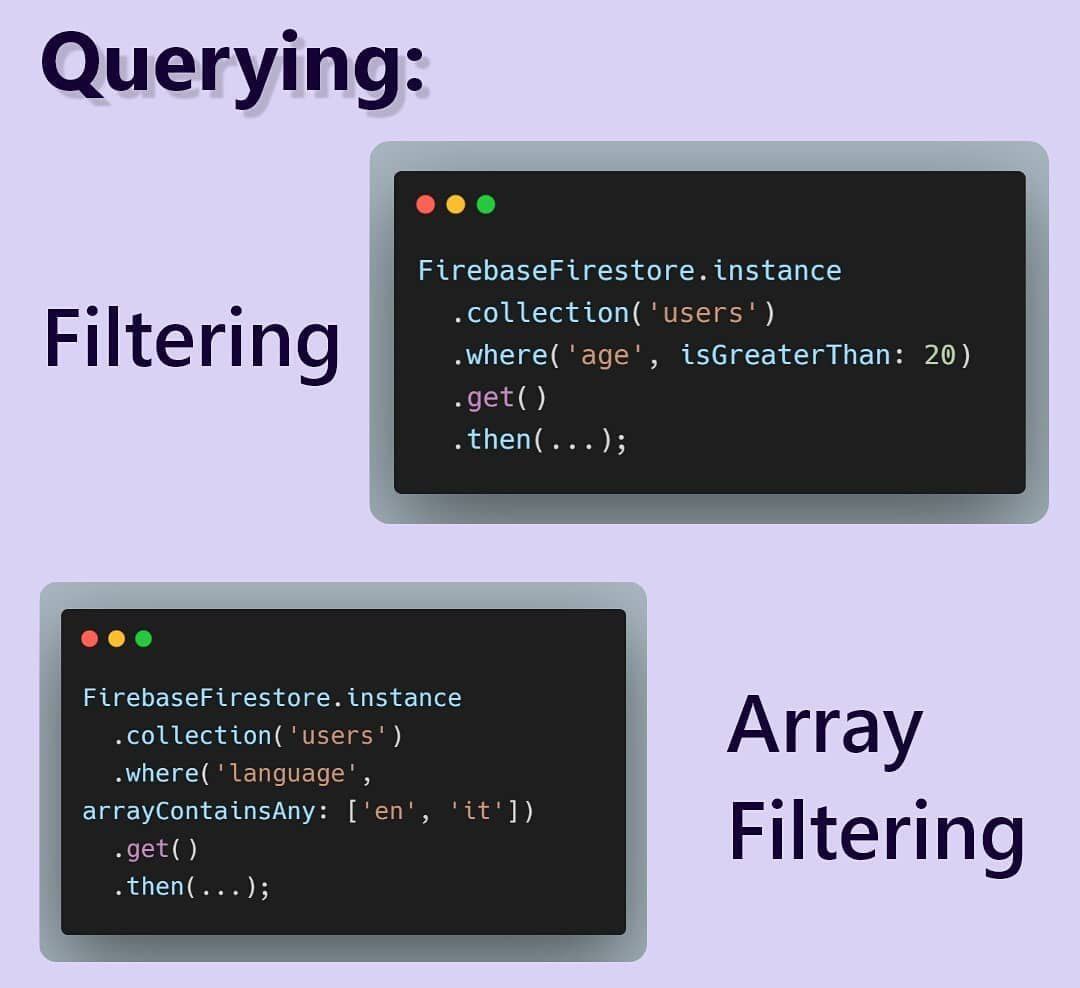 Querying:
Filtering
FirebaseFirestore.instance
  .collection('users')
  .where('age', isGreaterThan: 20)
  .get()
  .then(...);
FirebaseFirestore.instance
  .collection('users')
  .where('language',
arrayContainsAny: ['en', 'it'])
  .get()
  .then(...);
Array
Filtering